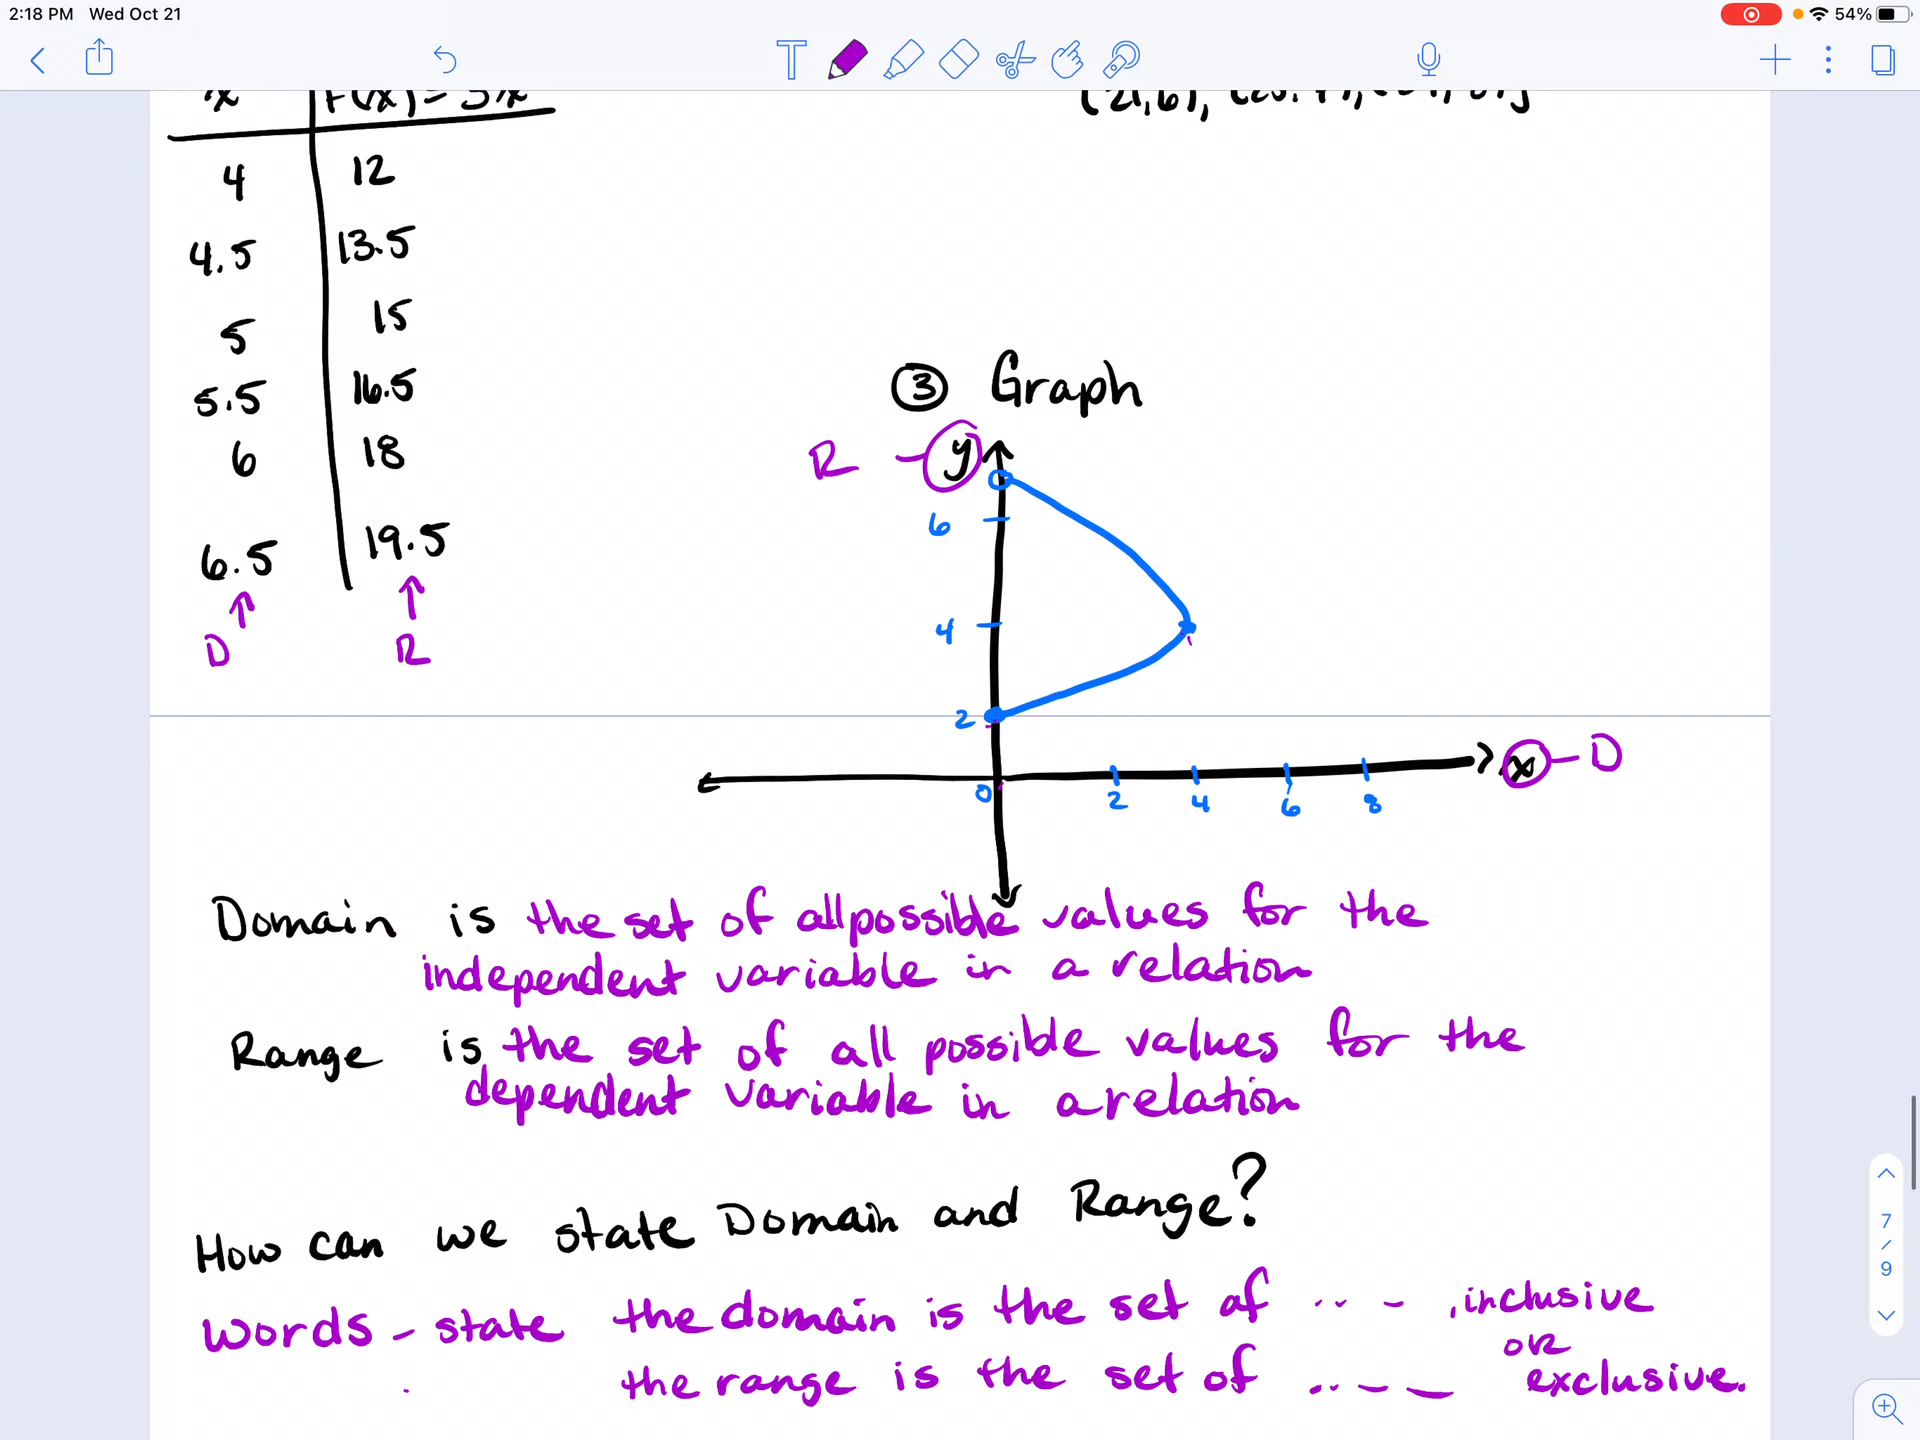 2:18 PM Wed Oct 21
54%
x f(x) = 3x
4 12
4.5 13.5
5 15
5.5 16.5
6 18
6.5 19.5
D R
③ Graph
R - y
6
4
2
0 2 4 6 8
x - D
Domain is the set of all possible values for the
independent variable in a relation
Range is the set of all possible values for the
dependent variable in a relation
How can we state Domain and Range?
Words - state the domain is the set of .. - , inclusive
or
the range is the set of .. - _ exclusive.
7
/
9